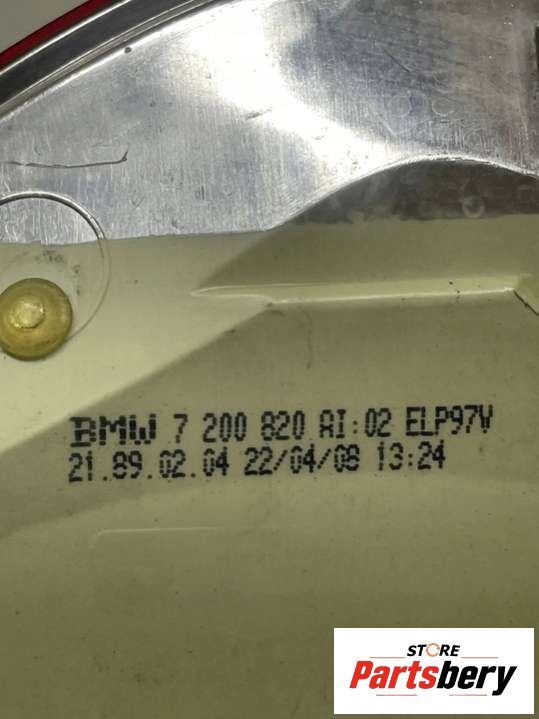 BMW 7 200 820 AI:02 ELP97V
21.89.02.04 22/04/08 13:24
STORE
Partsbery